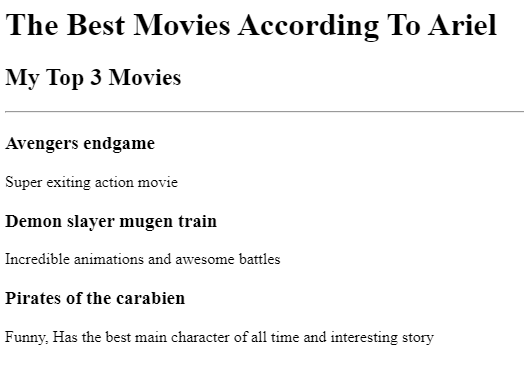 The Best Movies According To Ariel
My Top 3 Movies
Avengers endgame
Super exiting action movie
Demon slayer mugen train
Incredible animations and awesome battles
Pirates of the carabien
Funny, Has the best main character of all time and interesting story